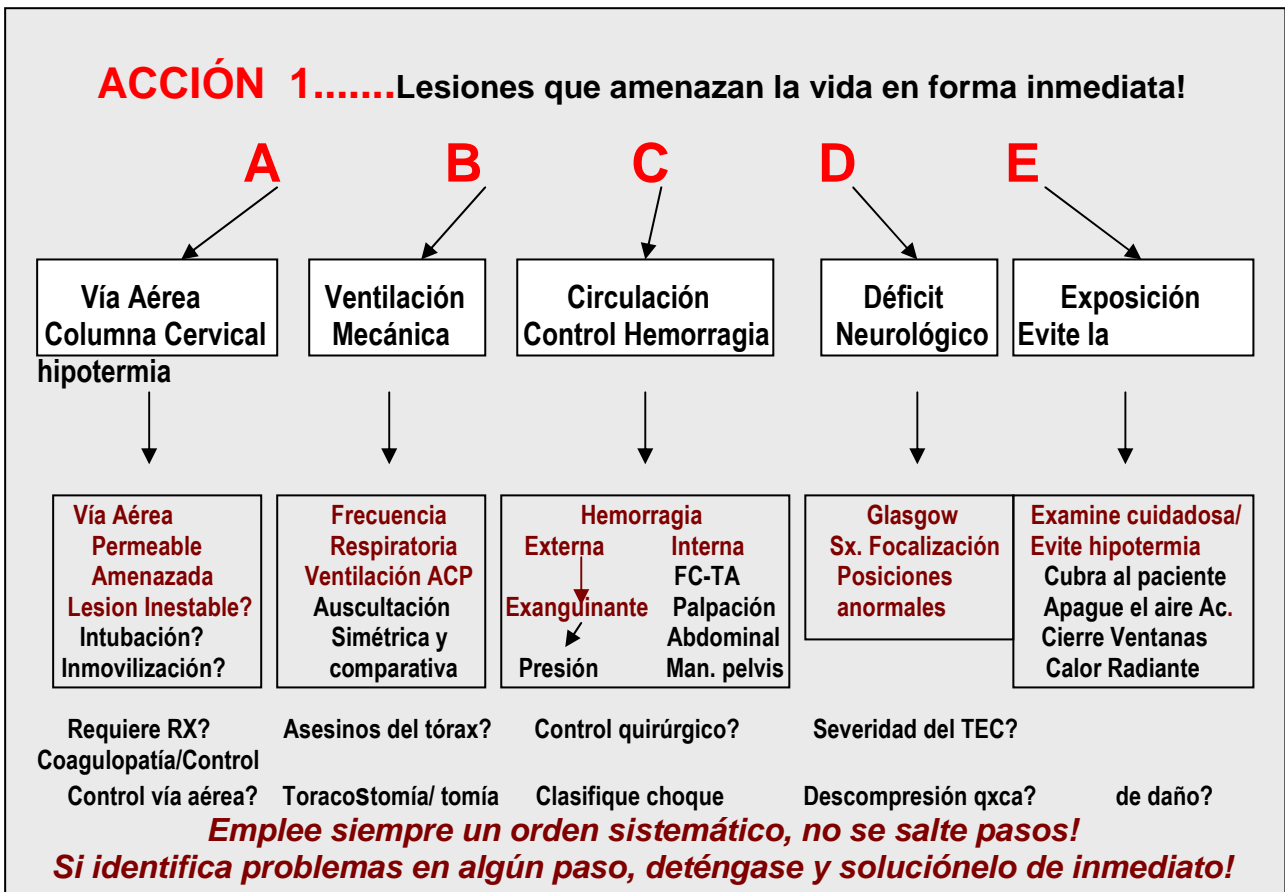 ACCIÓN 1.......Lesiones que amenazan la vida en forma inmediata!
A B C D E
Vía Aérea
Columna Cervical
hipotermia
Ventilación
Mecánica
Circulación
Control Hemorragia
Déficit
Neurológico
Exposición
Evite la
Vía Aérea
Permeable
Amenazada
Lesion Inestable?
Intubación?
Inmovilización?
Frecuencia
Respiratoria
Ventilación ACP
Auscultación
Simétrica y
comparativa
Hemorragia
Externa Interna
FC-TA
Exanguinante Palpación
Abdominal
Presión Man. pelvis
Glasgow
Sx. Focalización
Posiciones
anormales
Examine cuidadosa/
Evite hipotermia
Cubra al paciente
Apague el aire Ac.
Cierre Ventanas
Calor Radiante
Requiere RX? Asesinos del tórax? Control quirúrgico? Severidad del TEC?
Coagulopatía/Control
Control vía aérea? Toracostomía/ tomía Clasifique choque Descompresión qxca? de daño?
Emplee siempre un orden sistemático, no se salte pasos!
Si identifica problemas en algún paso, deténgase y soluciónelo de inmediato!